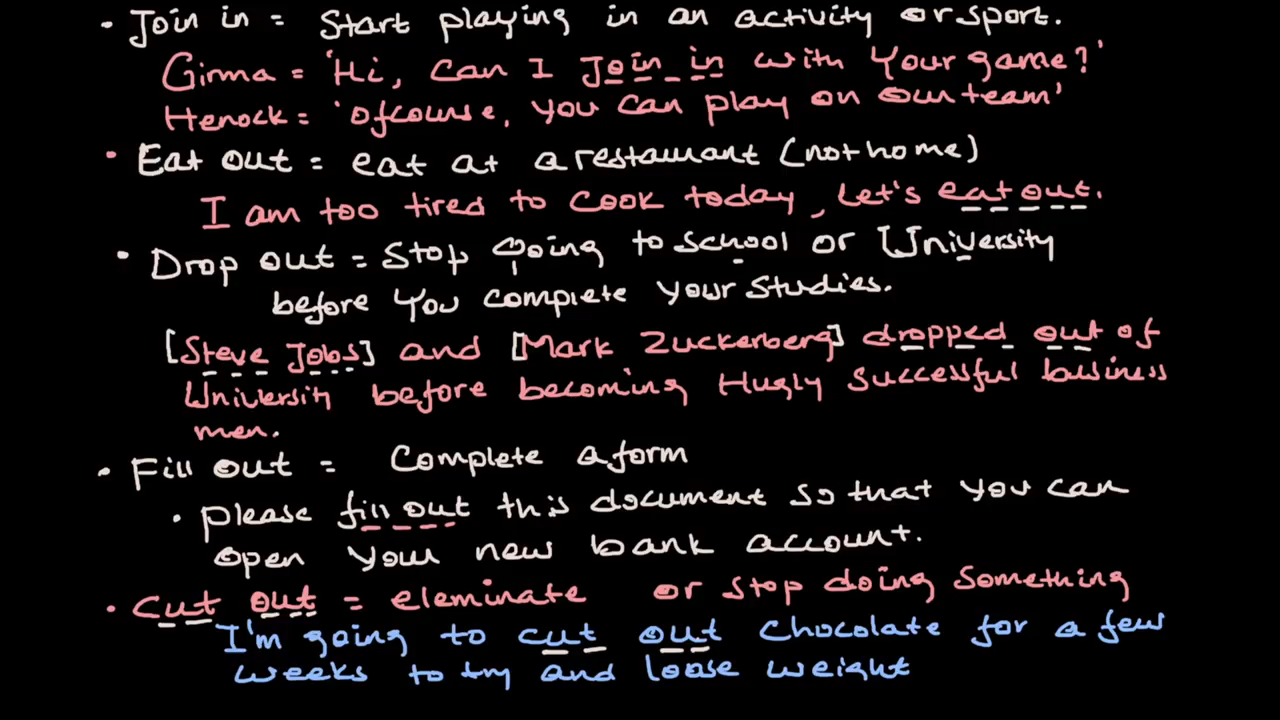 • Join in = Start playing in an activity or sport.
Girma = 'Hi, can I Join in with Your game?'
Henock = 'ofcourse, You can play on our team'
• Eat out = eat at a restaurant (not home)
I am too tired to cook today, Let's eat out.
• Drop out = Stop going to school or University
before You complete Your Studies.
[Steve Jobs] and [Mark Zuckerberg] dropped out of
University before becoming Hugly successful business
men.
• Fill out = Complete a form
• please fill out this document so that you can
open your new bank account.
• Cut out = eleminate or stop doing something
I'm going to cut out chocolate for a few
weeks to try and loose weight